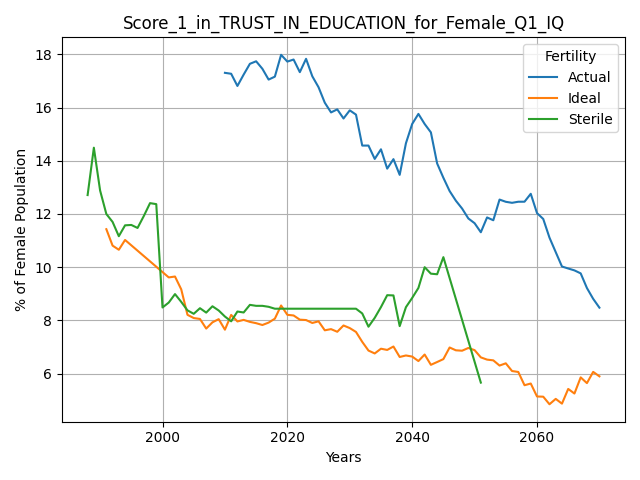 Score_1_in_TRUST_IN_EDUCATION_for_Female_Q1_IQ
Fertility
Actual
Ideal
Sterile
% of Female Population
18
16
14
12
10
8
6
2000
2020
2040
2060
Years